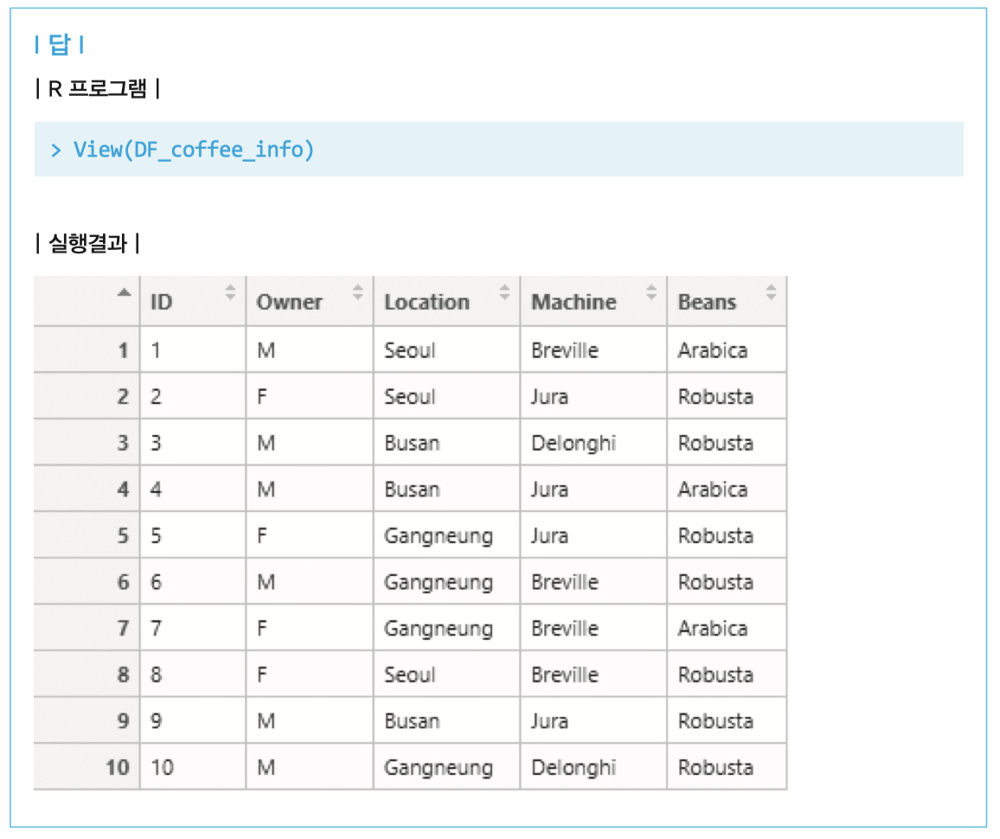 | 답 |
| R 프로그램 |
> View(DF_coffee_info)
| 실행결과 |
ID Owner Location Machine Beans
1 1 M Seoul Breville Arabica
2 2 F Seoul Jura Robusta
3 3 M Busan Delonghi Robusta
4 4 M Busan Jura Arabica
5 5 F Gangneung Jura Robusta
6 6 M Gangneung Breville Robusta
7 7 F Gangneung Breville Arabica
8 8 F Seoul Breville Robusta
9 9 M Busan Jura Robusta
10 10 M Gangneung Delonghi Robusta